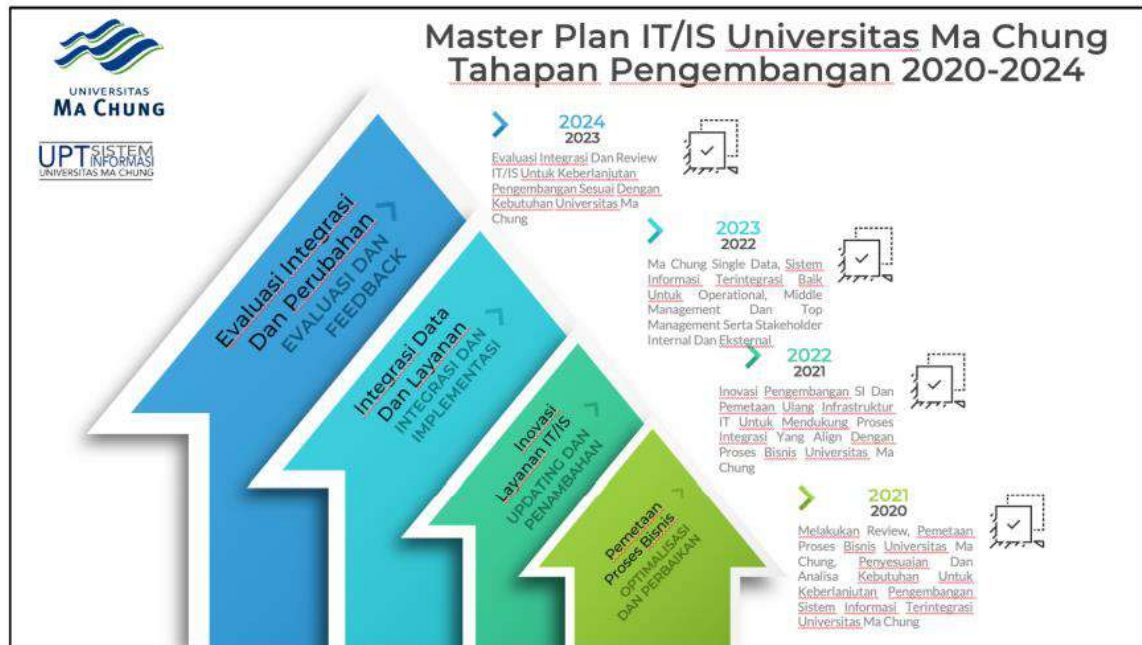 UNIVERSITAS
MA CHUNG
UPT SISTEM
INFORMASI
UNIVERSITAS MA CHUNG
Master Plan IT/IS Universitas Ma Chung
Tahapan Pengembangan 2020-2024
2024
2023
Evaluasi Integrasi Dan Review
IT/IS Untuk Keberlanjutan
Pengembangan Sesuai Dengan
Kebutuhan Universitas Ma
Chung
2023
2022
Ma Chung Single Data, Sistem
Informasi Terintegrasi Baik
Untuk Operational, Middle
Management Dan Top
Management Serta Stakeholder
Internal Dan Eksternal
2022
2021
Inovasi Pengembangan SI Dan
Pemetaan Ulang Infrastruktur
IT Untuk Mendukung Proses
Integrasi Yang Align Dengan
Proses Bisnis Universitas Ma
Chung
2021
2020
Melakukan Review, Pemetaan
Proses Bisnis Universitas Ma
Chung, Penyesuaian Dan
Analisa Kebutuhan Untuk
Keberlanjutan Pengembangan
Sistem Informasi Terintegrasi
Universitas Ma Chung
Evaluasi Integrasi
Dan Perubahan
EVALUASI DAN
FEEDBACK
Integrasi Data
Dan Layanan
INTEGRASI DAN
IMPLEMENTASI
Inovasi
Layanan IT/IS
UPDATING DAN
PENAMBAHAN
Pemetaan
Proses Bisnis
OPTIMALISASI
DAN PERBAIKAN